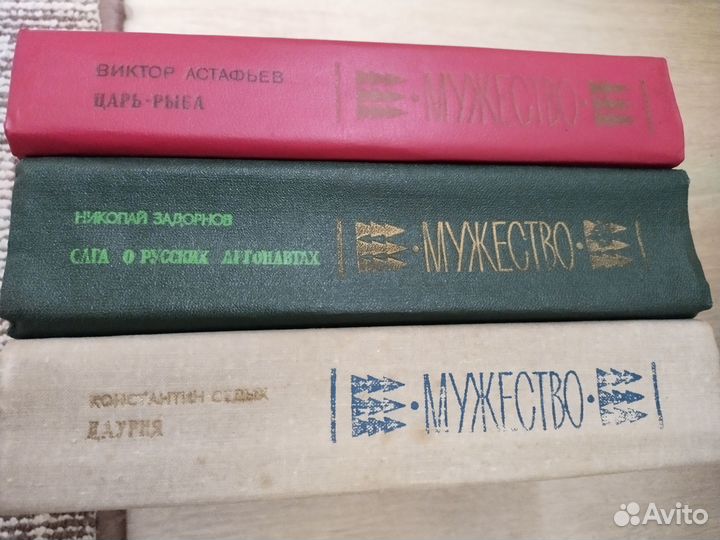 ВИКТОР АСТАФЬЕВ
ЦАРЬ-РЫБА
• МУЖЕСТВО •
НИКОЛАЙ ЗАДОРНОВ
САГА О РУССКИХ АРГОНАВТАХ
• МУЖЕСТВО •
КОНСТАНТИН СЕДЫХ
ДАУРИЯ
• МУЖЕСТВО •
Avito